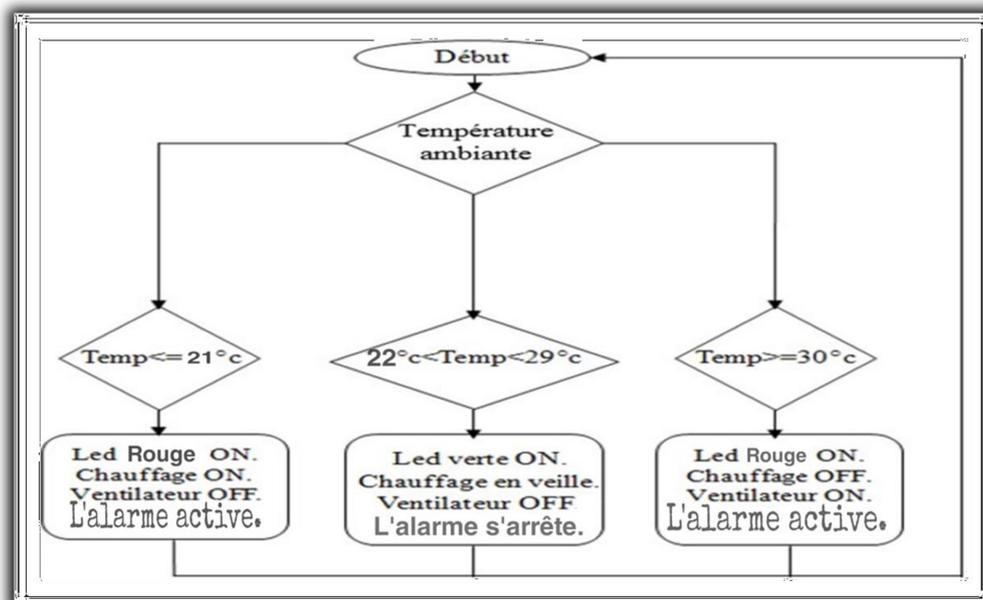 Début
Température
ambiante
Temp<= 21°c
22°c<Temp<29°c
Temp>=30°c
Led Rouge ON.
Chauffage ON.
Ventilateur OFF.
L'alarme active.
Led verte ON.
Chauffage en veille.
Ventilateur OFF
L'alarme s'arrête.
Led Rouge ON.
Chauffage OFF.
Ventilateur ON.
L'alarme active.